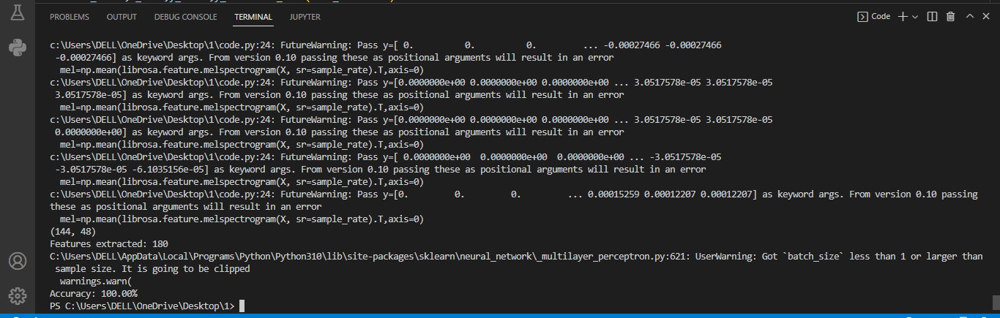 PROBLEMS OUTPUT DEBUG CONSOLE TERMINAL JUPYTER Code
c:\Users\DELL\OneDrive\Desktop\1\code.py:24: FutureWarning: Pass y=[ 0. 0. 0. ... -0.00027466 -0.00027466
-0.00027466] as keyword args. From version 0.10 passing these as positional arguments will result in an error
mel=np.mean(librosa.feature.melspectrogram(X, sr=sample_rate).T,axis=0)
c:\Users\DELL\OneDrive\Desktop\1\code.py:24: FutureWarning: Pass y=[0.0000000e+00 0.0000000e+00 0.0000000e+00 ... 3.0517578e-05 3.0517578e-05
3.0517578e-05] as keyword args. From version 0.10 passing these as positional arguments will result in an error
mel=np.mean(librosa.feature.melspectrogram(X, sr=sample_rate).T,axis=0)
c:\Users\DELL\OneDrive\Desktop\1\code.py:24: FutureWarning: Pass y=[0.0000000e+00 0.0000000e+00 0.0000000e+00 ... 3.0517578e-05 3.0517578e-05
0.0000000e+00] as keyword args. From version 0.10 passing these as positional arguments will result in an error
mel=np.mean(librosa.feature.melspectrogram(X, sr=sample_rate).T,axis=0)
c:\Users\DELL\OneDrive\Desktop\1\code.py:24: FutureWarning: Pass y=[ 0.0000000e+00 0.0000000e+00 0.0000000e+00 ... -3.0517578e-05
-3.0517578e-05 -6.1035156e-05] as keyword args. From version 0.10 passing these as positional arguments will result in an error
mel=np.mean(librosa.feature.melspectrogram(X, sr=sample_rate).T,axis=0)
c:\Users\DELL\OneDrive\Desktop\1\code.py:24: FutureWarning: Pass y=[0. 0. 0. ... 0.00015259 0.00012207 0.00012207] as keyword args. From version 0.10 passing
these as positional arguments will result in an error
mel=np.mean(librosa.feature.melspectrogram(X, sr=sample_rate).T,axis=0)
(144, 48)
Features extracted: 180
C:\Users\DELL\AppData\Local\Programs\Python\Python310\lib\site-packages\sklearn\neural_network\_multilayer_perceptron.py:621: UserWarning: Got `batch_size` less than 1 or larger than
sample size. It is going to be clipped
warnings.warn(
Accuracy: 100.00%
PS C:\Users\DELL\OneDrive\Desktop\1>